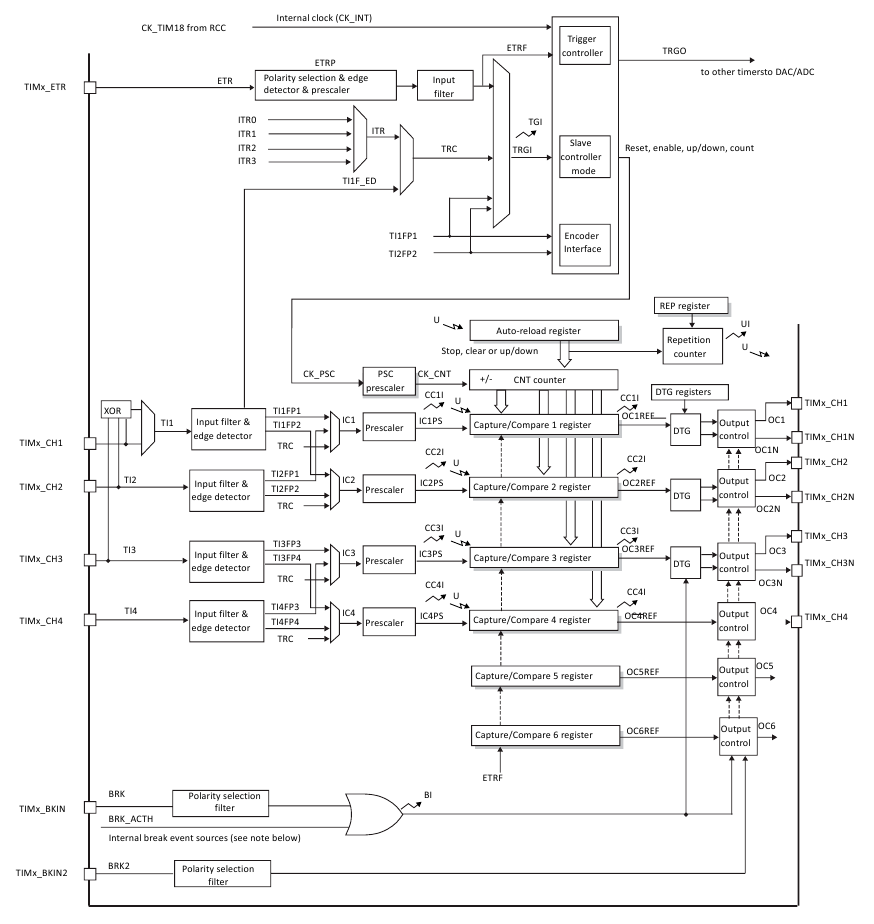 Internal clock (CK_INT)
CK_TIM18 from RCC
Trigger
controller
ETRF
TRGO
to other timersto DAC/ADC
ETRP
TIMx_ETR
ETR
Polarity selection & edge
detector & prescaler
Input
filter
ITR0
ITR1
ITR2
ITR3
ITR
TGI
TRC
TRGI
Slave
controller
mode
Reset, enable, up/down, count
TI1F_ED
TI1FP1
TI2FP2
Encoder
Interface
REP register
U
Auto-reload register
UI
Repetition
counter
U
Stop, clear or up/down
CK_PSC
PSC
prescaler
CK_CNT
+/-
CNT counter
DTG registers
XOR
TI1
Input filter &
edge detector
TI1FP1
TI1FP2
TRC
IC1
Prescaler
IC1PS
CC1I
U
Capture/Compare 1 register
CC1I
OC1REF
DTG
Output
control
OC1
OC1N
TIMx_CH1
TIMx_CH1
TIMx_CH1N
TIMx_CH2
TI2
Input filter &
edge detector
TI2FP1
TI2FP2
TRC
IC2
Prescaler
IC2PS
CC2I
U
Capture/Compare 2 register
CC2I
OC2REF
DTG
Output
control
OC2
OC2N
TIMx_CH2
TIMx_CH2N
TIMx_CH3
TI3
Input filter &
edge detector
TI3FP3
TI3FP4
TRC
IC3
Prescaler
IC3PS
CC3I
U
Capture/Compare 3 register
CC3I
OC3REF
DTG
Output
control
OC3
OC3N
TIMx_CH3
TIMx_CH3N
TIMx_CH4
TI4
Input filter &
edge detector
TI4FP3
TI4FP4
TRC
IC4
Prescaler
IC4PS
CC4I
U
Capture/Compare 4 register
CC4I
OC4REF
Output
control
OC4
TIMx_CH4
Capture/Compare 5 register
OC5REF
Output
control
OC5
Capture/Compare 6 register
OC6REF
Output
control
OC6
ETRF
TIMx_BKIN
BRK
Polarity selection
filter
BI
BRK_ACTH
Internal break event sources (see note below)
TIMx_BKIN2
BRK2
Polarity selection
filter